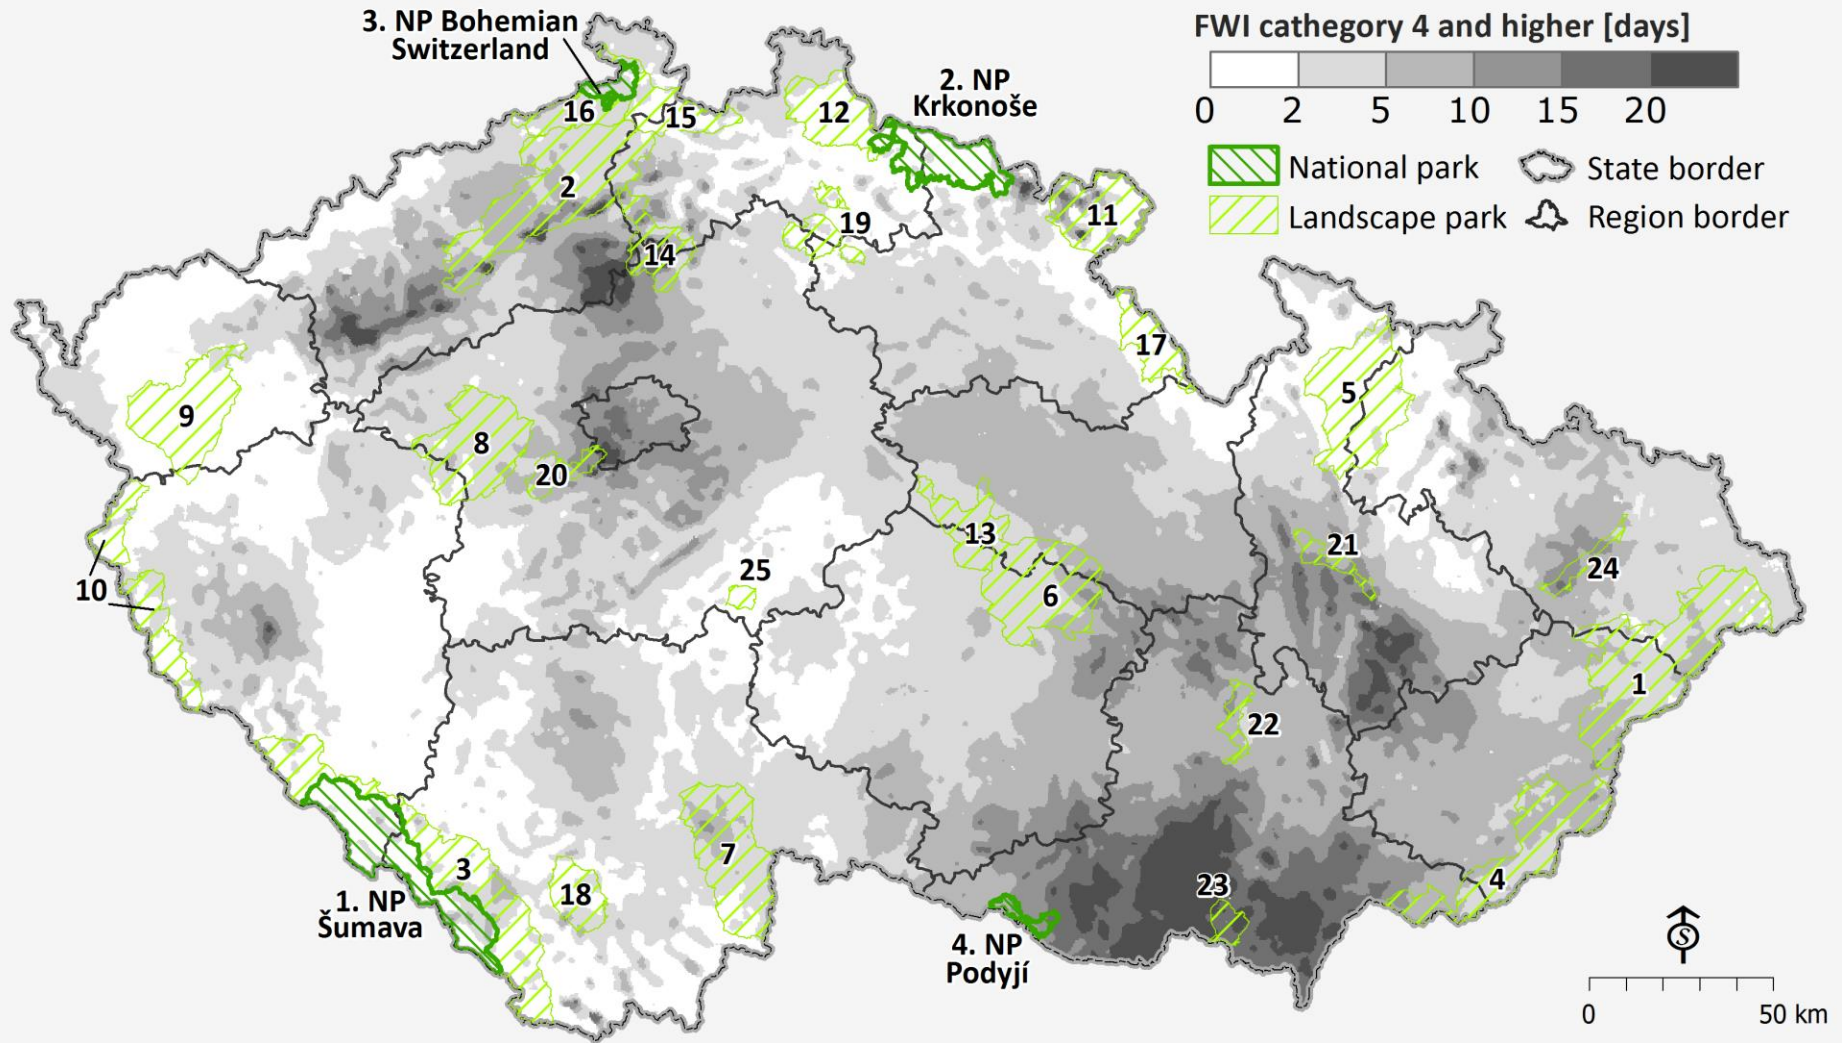 3. NP Bohemian
Switzerland
FWI cathegory 4 and higher [days]
0 2 5 10 15 20
National park
State border
Landscape park
Region border
2. NP
Krkonoše
16
15
12
2
19
11
14
17
9
8
5
20
10
25
13
6
21
24
1
22
3
18
7
23
4
1. NP
Šumava
4. NP
Podyjí
S
0 50 km